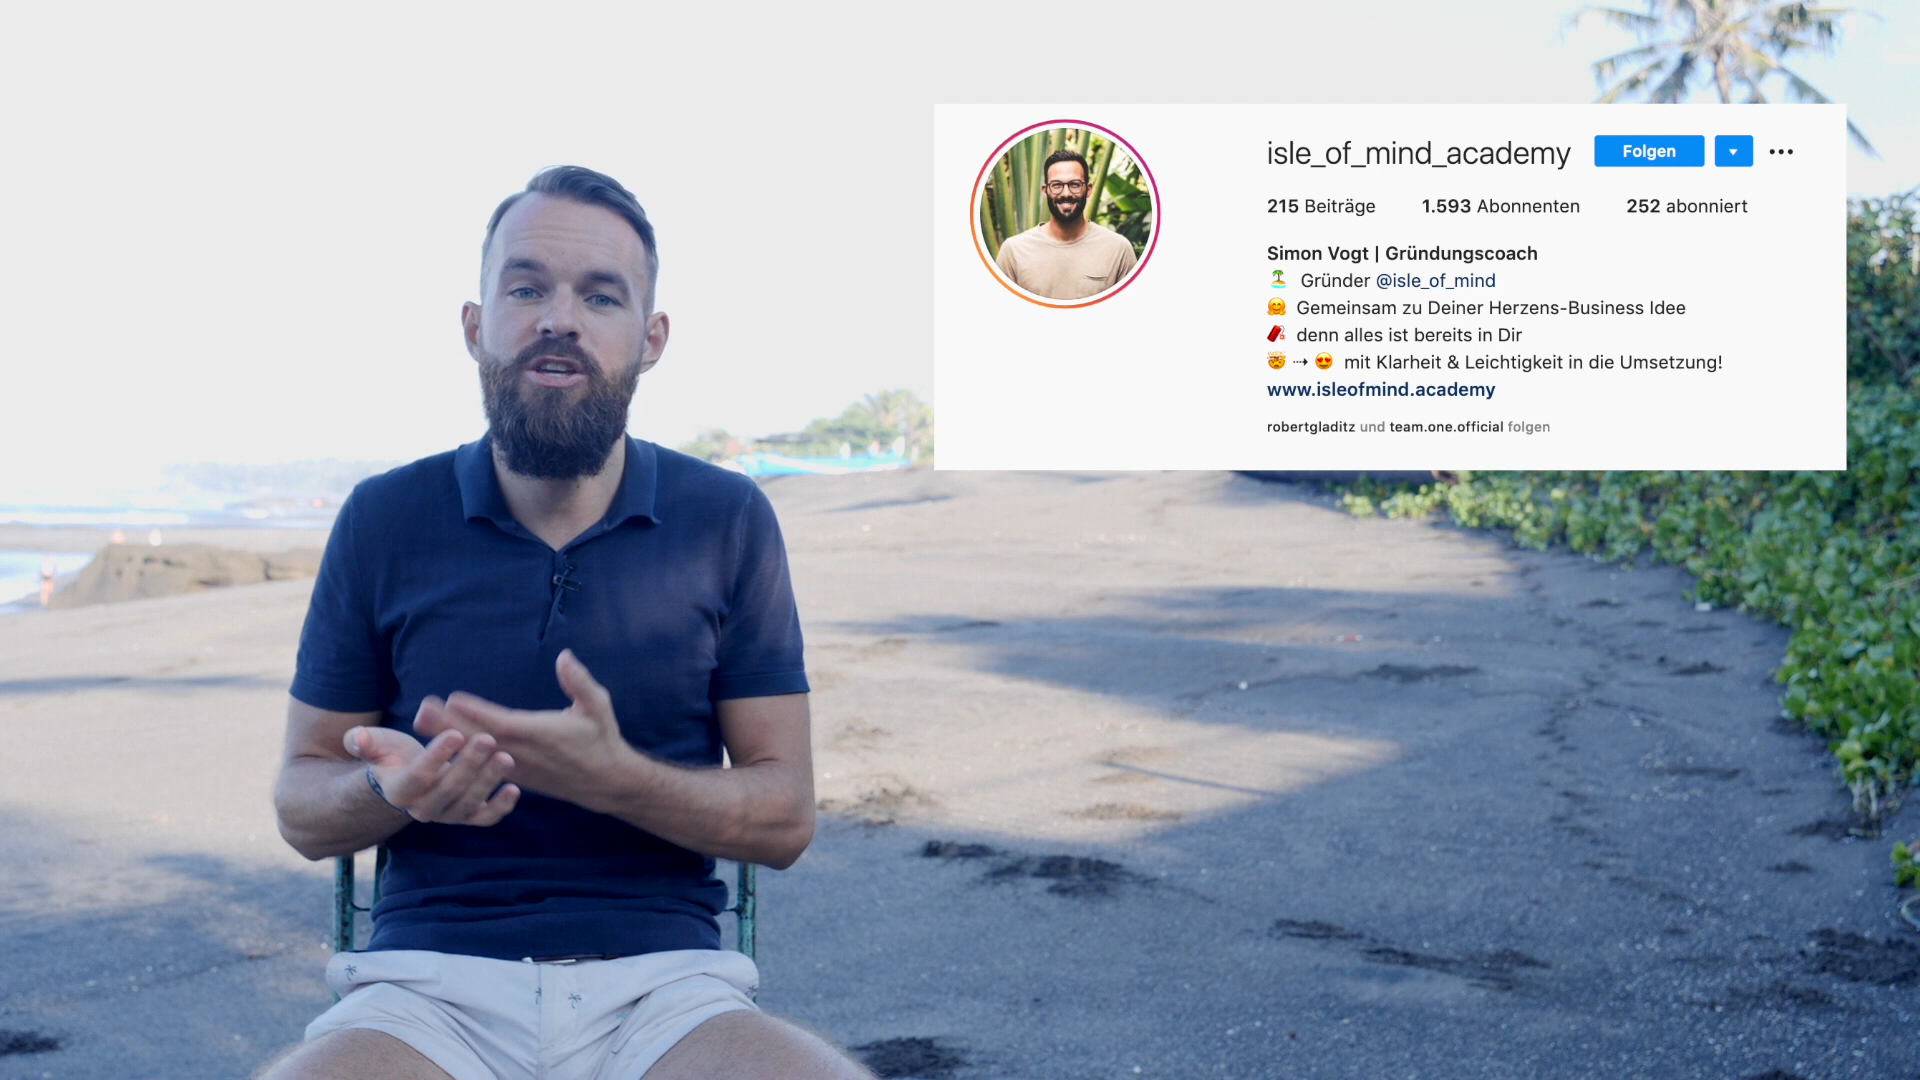 isle_of_mind_academy Folgen
215 Beiträge 1.593 Abonnenten 252 abonniert
Simon Vogt | Gründungscoach
Gründer @isle_of_mind
Gemeinsam zu Deiner Herzens-Business Idee
denn alles ist bereits in Dir
mit Klarheit & Leichtigkeit in die Umsetzung!
www.isleofmind.academy
robertgladitz und team.one.official folgen